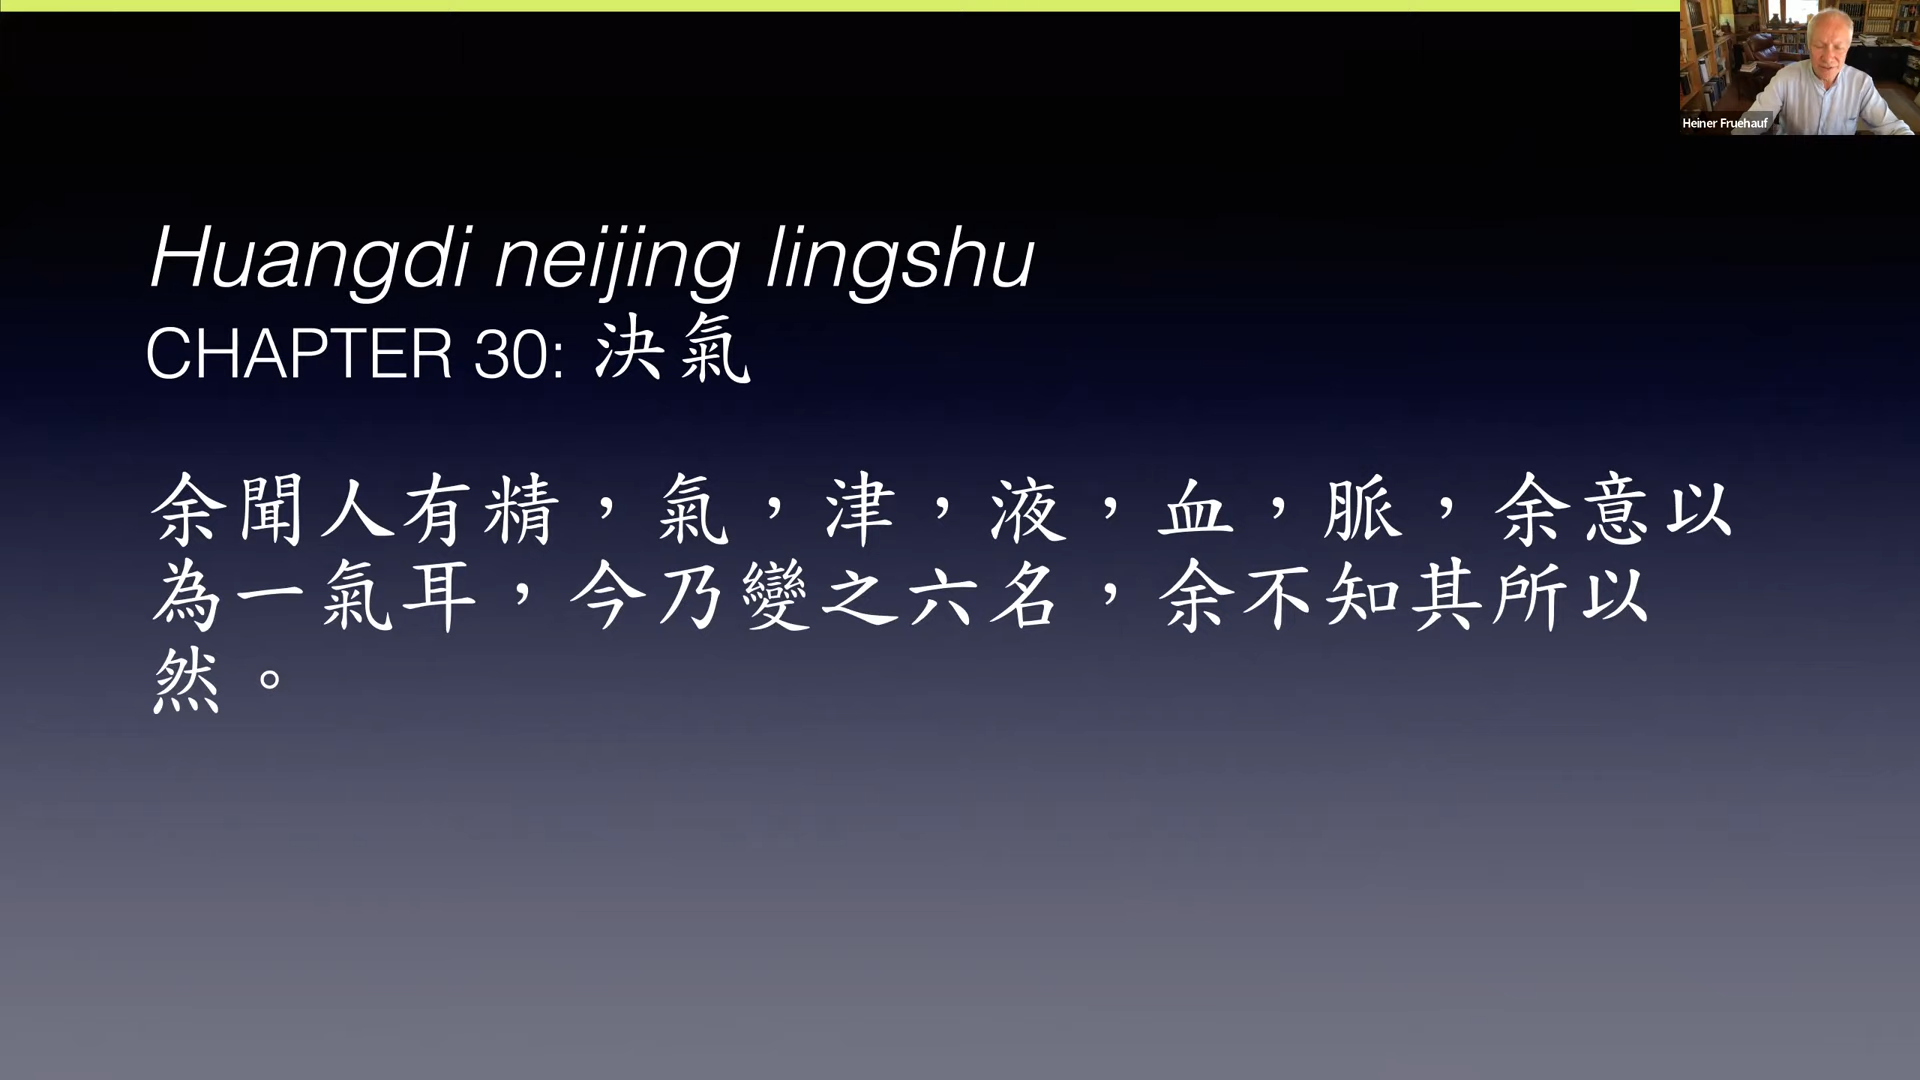 Heiner Fruehauf
Huangdi neijing lingshu
CHAPTER 30: 決氣
余聞人有精，氣，津，液，血，脈，余意以
為一氣耳，今乃變之六名，余不知其所以
然。